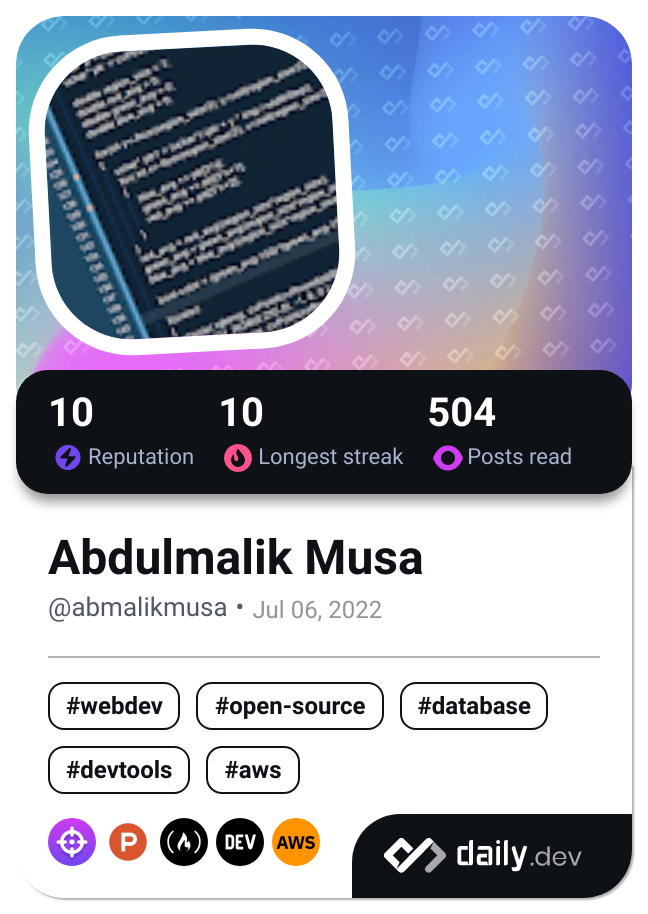 10 10 504
Reputation Longest streak Posts read
Abdulmalik Musa
@abmalikmusa • Jul 06, 2022
#webdev #open-source #database
#devtools #aws
P DEV AWS
daily.dev